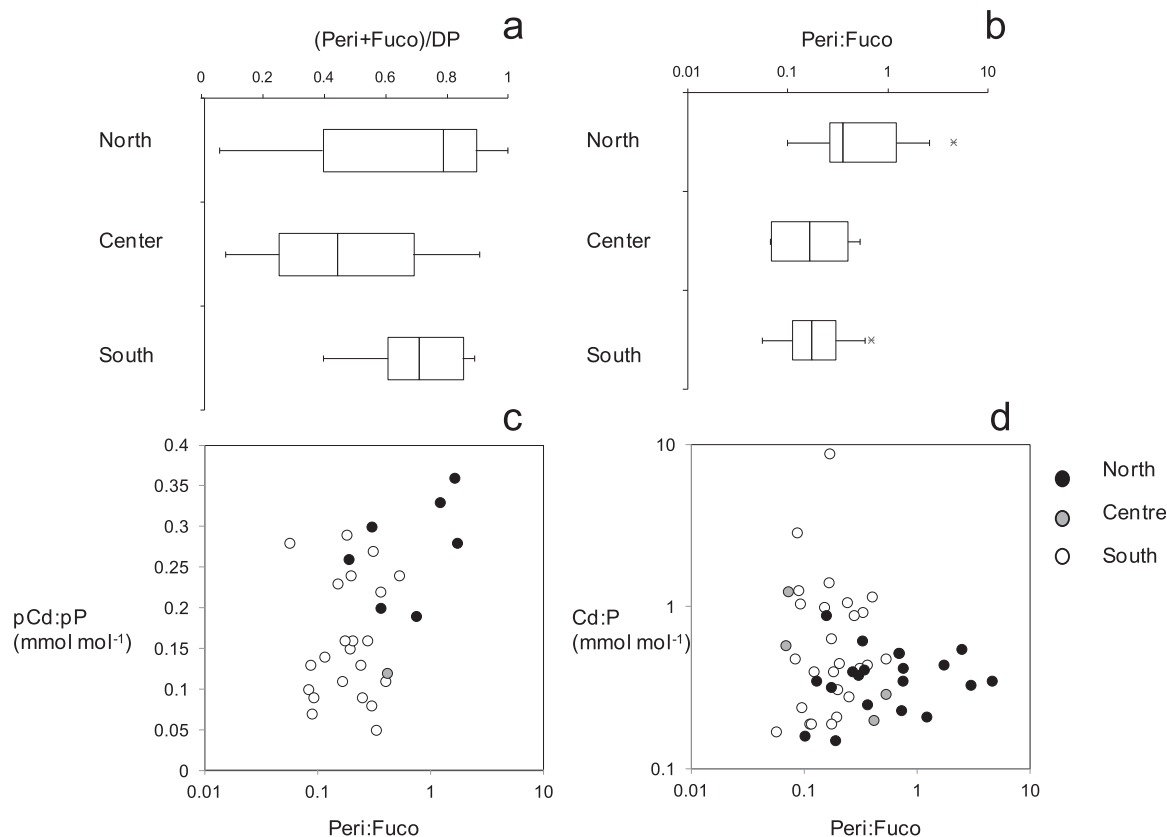 a
(Peri+Fuco)/DP
0 0.2 0.4 0.6 0.8 1
North
Center
South
b
Peri:Fuco
0.01 0.1 1 10
North
Center
South
c
0.4
0.35
0.3
0.25
0.2
0.15
0.1
0.05
0
pCd:pP
(mmol mol-1)
0.01 0.1 1 10
Peri:Fuco
d
10
1
0.1
Cd:P
(mmol mol-1)
0.01 0.1 1 10
Peri:Fuco
North
Centre
South